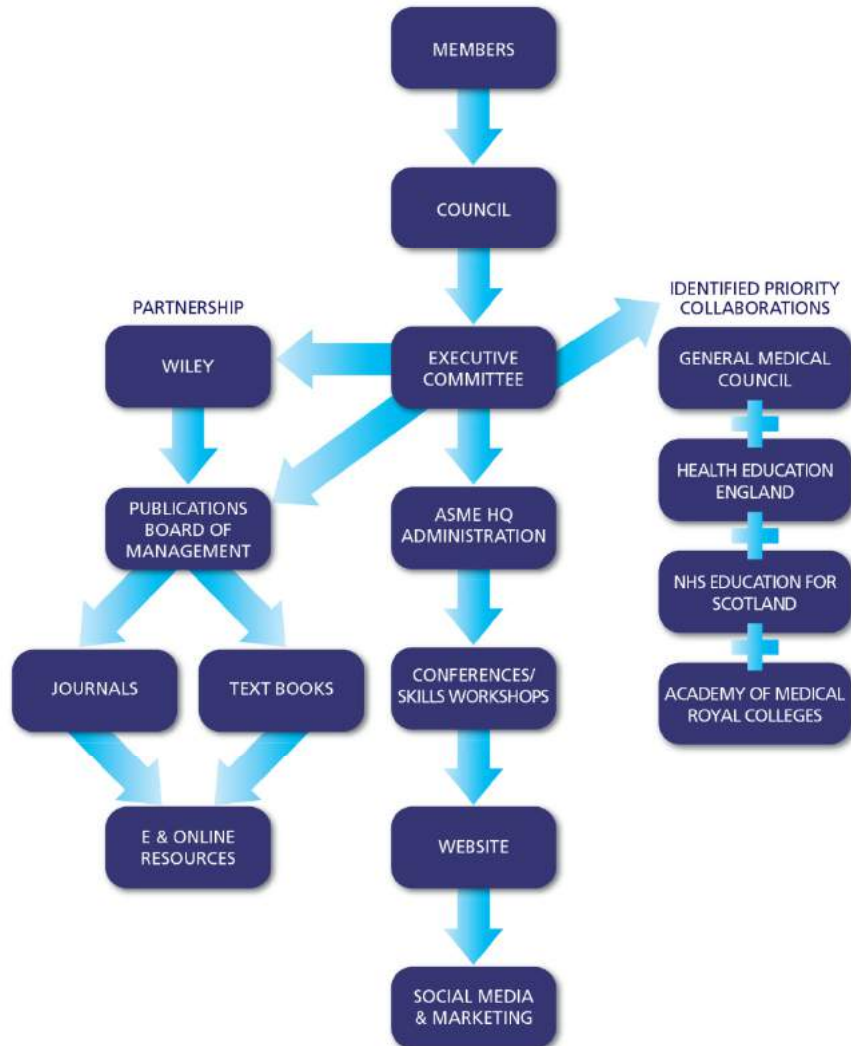 MEMBERS
COUNCIL
PARTNERSHIP
IDENTIFIED PRIORITY
COLLABORATIONS
WILEY
EXECUTIVE
COMMITTEE
GENERAL MEDICAL
COUNCIL
PUBLICATIONS
BOARD OF
MANAGEMENT
ASME HQ
ADMINISTRATION
HEALTH EDUCATION
ENGLAND
NHS EDUCATION FOR
SCOTLAND
JOURNALS
TEXT BOOKS
CONFERENCES/
SKILLS WORKSHOPS
ACADEMY OF MEDICAL
ROYAL COLLEGES
E & ONLINE
RESOURCES
WEBSITE
SOCIAL MEDIA
& MARKETING